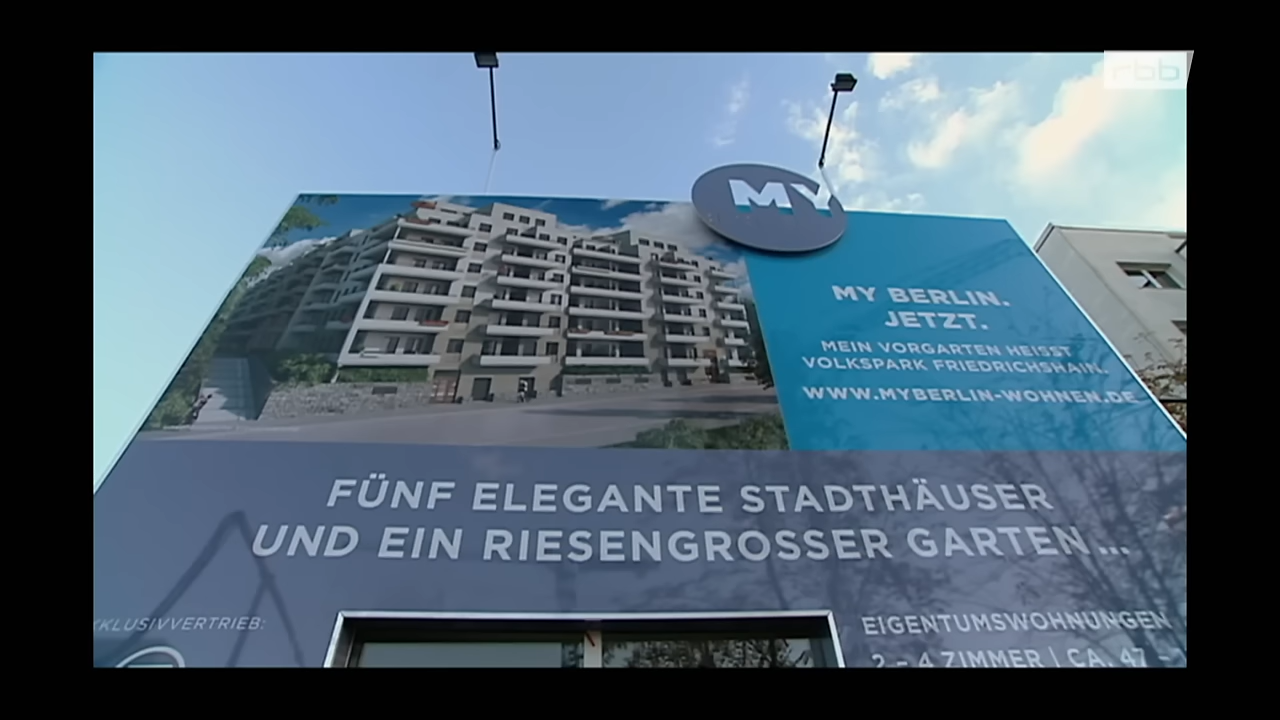 rbb
MY
MY BERLIN.
JETZT.
MEIN VORGARTEN HEISST
VOLKSPARK FRIEDRICHSHAIN.
WWW.MYBERLIN-WOHNEN.DE
FÜNF ELEGANTE STADTHÄUSER
UND EIN RIESENGROSSER GARTEN...
KLUSIVVERTRIEB:
EIGENTUMSWOHNUNGEN
2 – 4 ZIMMER | CA. 47 –